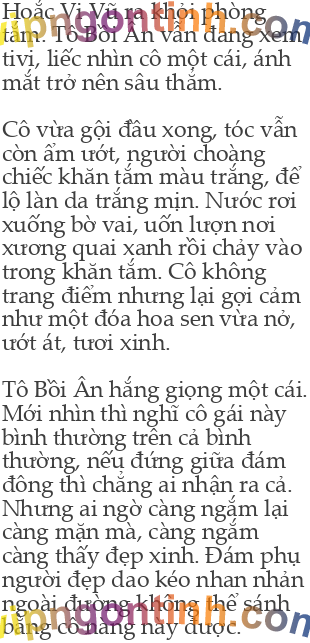 Hoắc Vi Vũ ra khỏi phòng
tắm. Tô Bồi Ân vẫn đang xem
tivi, liếc nhìn cô một cái, ánh
mắt trở nên sâu thẳm.
Cô vừa gội đầu xong, tóc vẫn
còn ẩm ướt, người choàng
chiếc khăn tắm màu trắng, để
lộ làn da trắng mịn. Nước rơi
xuống bờ vai, uốn lượn nơi
xương quai xanh rồi chảy vào
trong khăn tắm. Cô không
trang điểm nhưng lại gợi cảm
như một đóa hoa sen vừa nở,
ướt át, tươi xinh.
Tô Bồi Ân hắng giọng một cái.
Mới nhìn thì nghĩ cô gái này
bình thường trên cả bình
thường, nếu đứng giữa đám
đông thì chẳng ai nhận ra cả.
Nhưng ai ngờ càng ngắm lại
càng mặn mà, càng ngắm
càng thấy đẹp xinh. Đám phụ
người đẹp dao kéo nhan nhản
ngoài đường không thể sánh
bằng cô nàng này được.
vipngontinh.com
vipngontinh.com